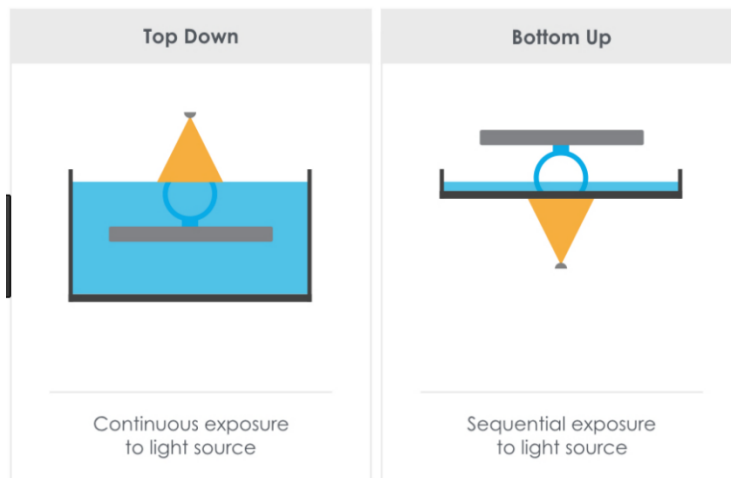 Top Down
Bottom Up
Continuous exposure
to light source
Sequential exposure
to light source